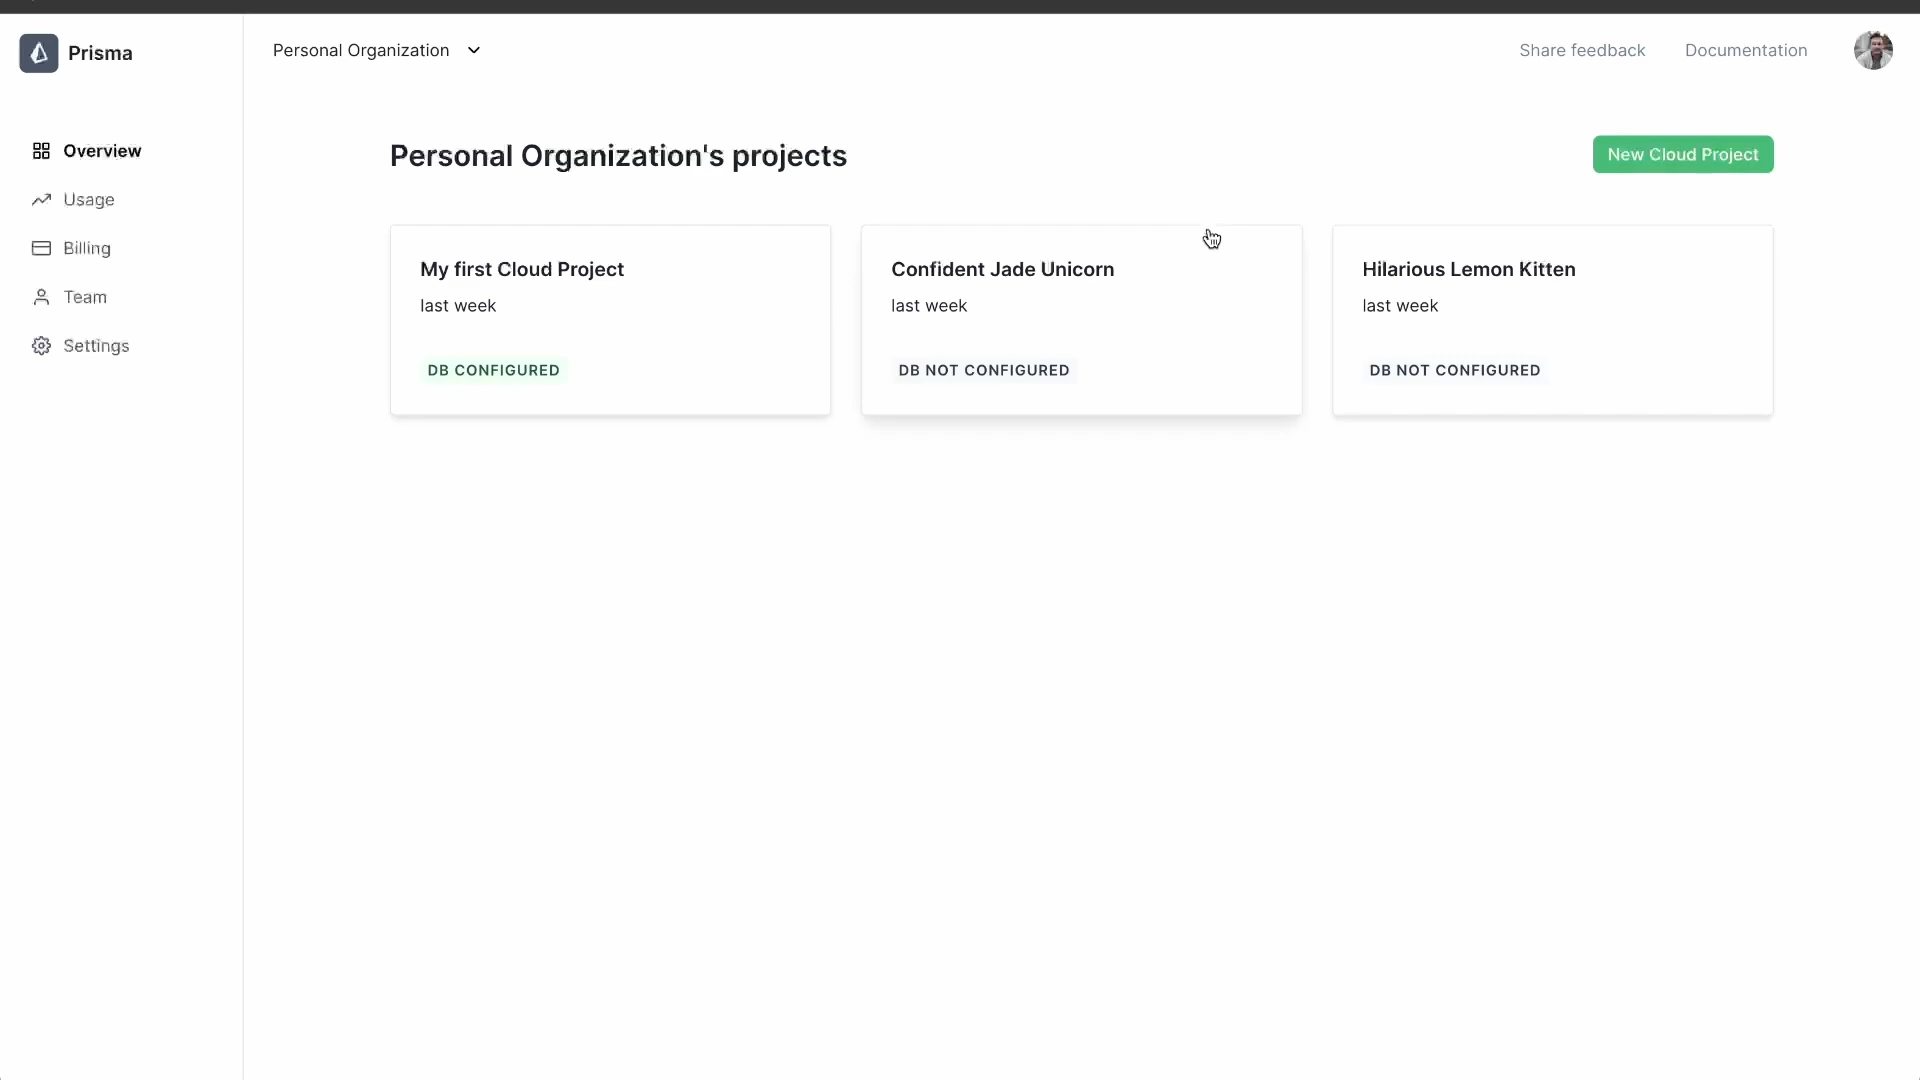 Prisma
Personal Organization
Share feedback
Documentation
Overview
Usage
Billing
Team
Settings
Personal Organization's projects
New Cloud Project
My first Cloud Project
last week
DB CONFIGURED
Confident Jade Unicorn
last week
DB NOT CONFIGURED
Hilarious Lemon Kitten
last week
DB NOT CONFIGURED